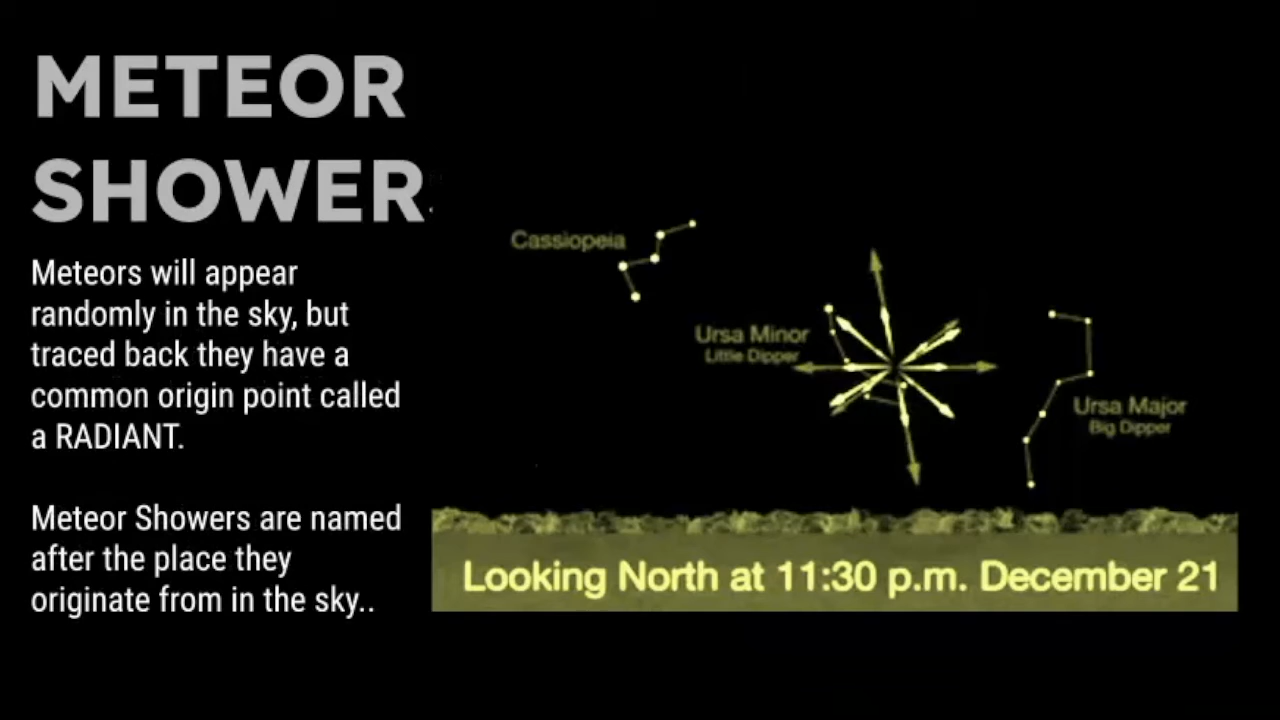 METEOR
SHOWER
Meteors will appear
randomly in the sky, but
traced back they have a
common origin point called
a RADIANT.
Meteor Showers are named
after the place they
originate from in the sky..
Cassiopeia
Ursa Minor
Little Dipper
Ursa Major
Big Dipper
Looking North at 11:30 p.m. December 21